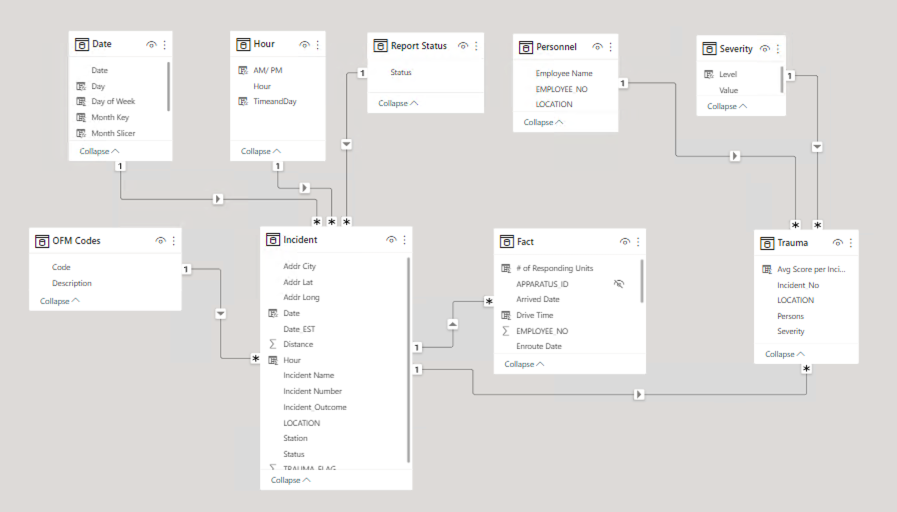 Date
Date
Day
Day of Week
Month Key
Month Slicer
Collapse
1
Hour
AM/ PM
Hour
TimeandDay
Collapse
1
Report Status
Status
Collapse
1
Personnel
Employee Name
EMPLOYEE_NO
LOCATION
Collapse
1
Severity
Level
Value
Collapse
1
OFM Codes
Code
Description
Collapse
1
*
* * *
Incident
Addr City
Addr Lat
Addr Long
Date
Date_EST
Distance
Hour
Incident Name
Incident Number
Incident_Outcome
LOCATION
Station
Status
TRAUMA_FLAG
Collapse
1
1
*
Fact
# of Responding Units
APPARATUS_ID
Arrived Date
Drive Time
EMPLOYEE_NO
Enroute Date
Collapse
* *
Trauma
Avg Score per Inci...
Incident_No
LOCATION
Persons
Severity
Collapse
*